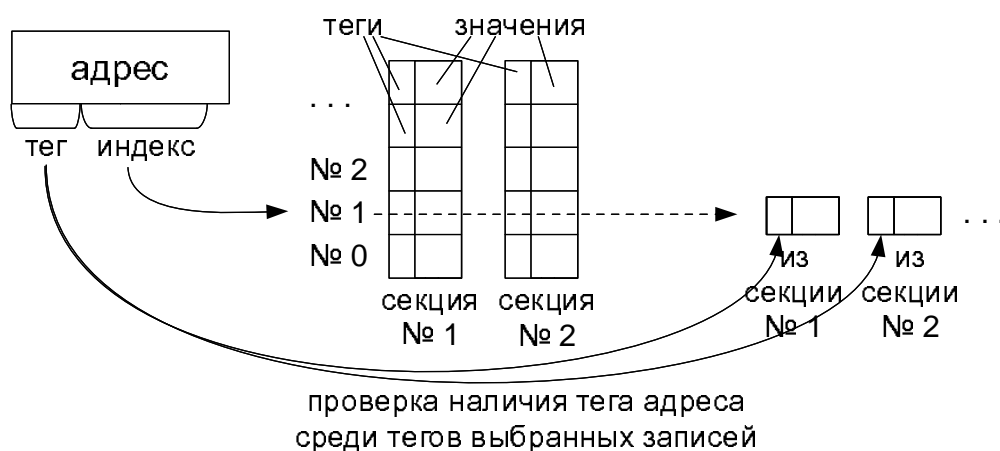 теги значения
адрес
. . .
тег индекс
№ 2
№ 1
№ 0
. . .
секция № 1
секция № 2
из секции № 1
из секции № 2
проверка наличия тега адреса
среди тегов выбранных записей